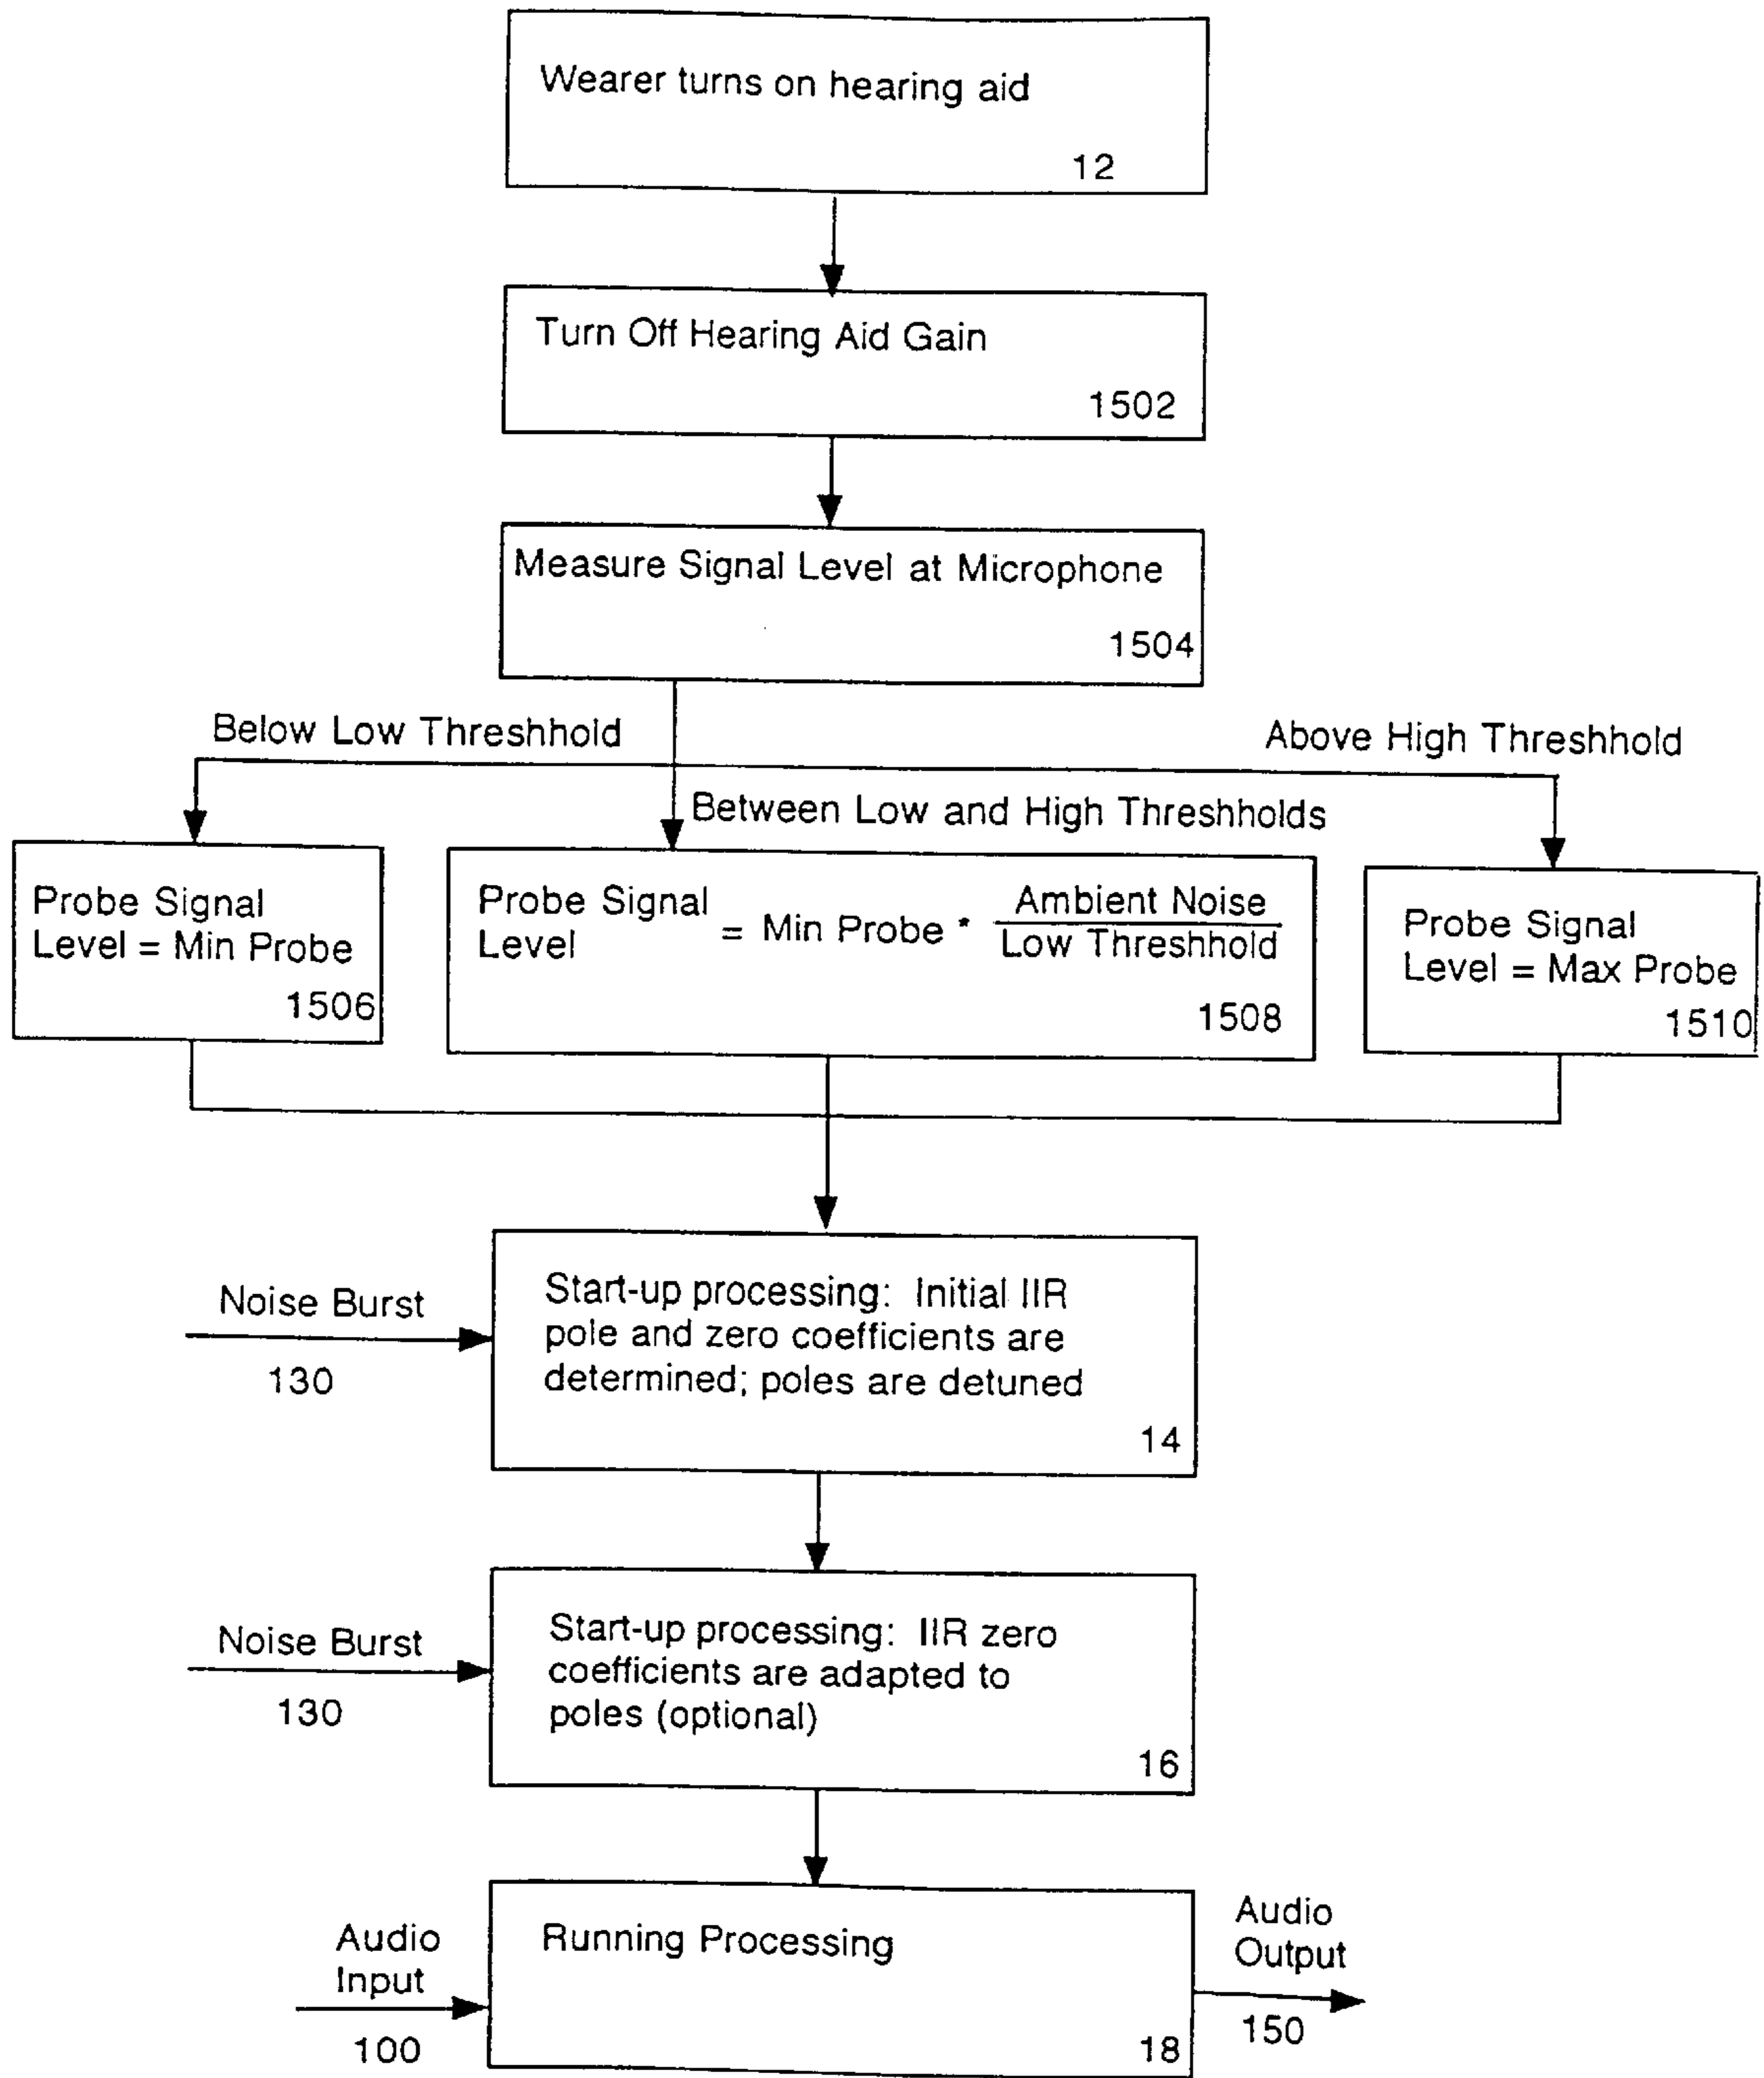 Wearer turns on hearing aid
12
Turn Off Hearing Aid Gain
1502
Measure Signal Level at Microphone
1504
Below Low Threshhold
Above High Threshhold
Between Low and High Threshholds
Probe Signal
Level = Min Probe
1506
Probe Signal
Level
= Min Probe *
Ambient Noise
Low Threshhold
1508
Probe Signal
Level = Max Probe
1510
Noise Burst
130
Start-up processing: Initial IIR
pole and zero coefficients are
determined; poles are detuned
14
Noise Burst
130
Start-up processing: IIR zero
coefficients are adapted to
poles (optional)
16
Audio
Input
100
Running Processing
18
Audio
Output
150